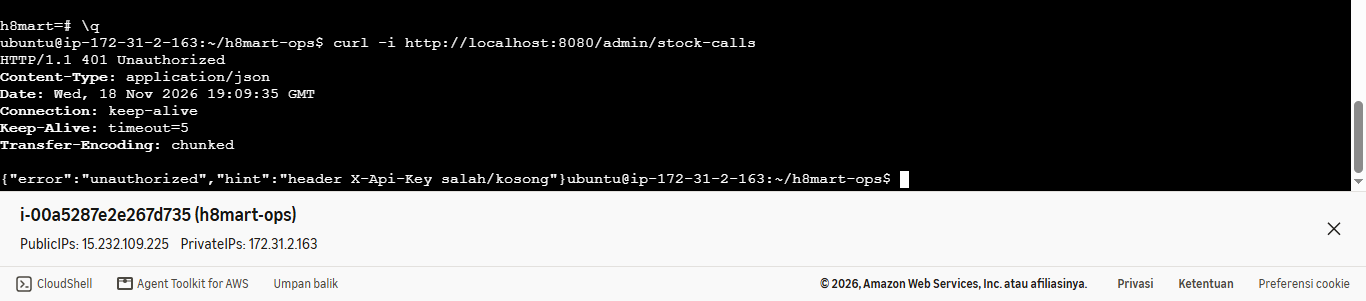 h8mart=# \q
ubuntu@ip-172-31-2-163:~/h8mart-ops$ curl -i http://localhost:8080/admin/stock-calls
HTTP/1.1 401 Unauthorized
Content-Type: application/json
Date: Wed, 18 Nov 2026 19:09:35 GMT
Connection: keep-alive
Keep-Alive: timeout=5
Transfer-Encoding: chunked

{"error":"unauthorized","hint":"header X-Api-Key salah/kosong"}ubuntu@ip-172-31-2-163:~/h8mart-ops$
i-00a5287e2e267d735 (h8mart-ops)
PublicIPs: 15.232.109.225 PrivateIPs: 172.31.2.163
CloudShell Agent Toolkit for AWS Umpan balik © 2026, Amazon Web Services, Inc. atau afiliasinya. Privasi Ketentuan Preferensi cookie